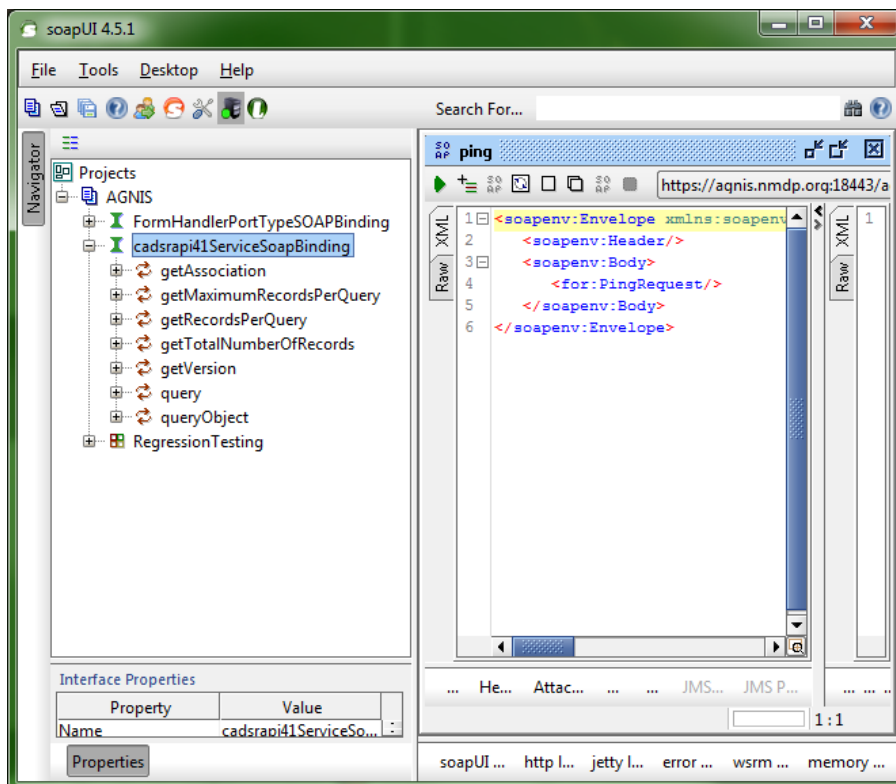 soapUI 4.5.1
File Tools Desktop Help
Search For...
Navigator
Projects
AGNIS
FormHandlerPortTypeSOAPBinding
cadsrapi41ServiceSoapBinding
getAssociation
getMaximumRecordsPerQuery
getRecordsPerQuery
getTotalNumberOfRecords
getVersion
query
queryObject
RegressionTesting
Interface Properties
Property Value
Name cadsrapi41ServiceSo...
Properties
SO AP ping
https://agnis.nmdp.org:18443/a
XML
Raw
1 <soapenv:Envelope xmlns:soapenv
2 <soapenv:Header/>
3 <soapenv:Body>
4 <for:PingRequest/>
5 </soapenv:Body>
6 </soapenv:Envelope>
XML
Raw
1
... He... Attac... ... ... JMS... JMS P... ... ... ..
1:1
soapUI ... http l... jetty l... error ... wsrm ... memory ...